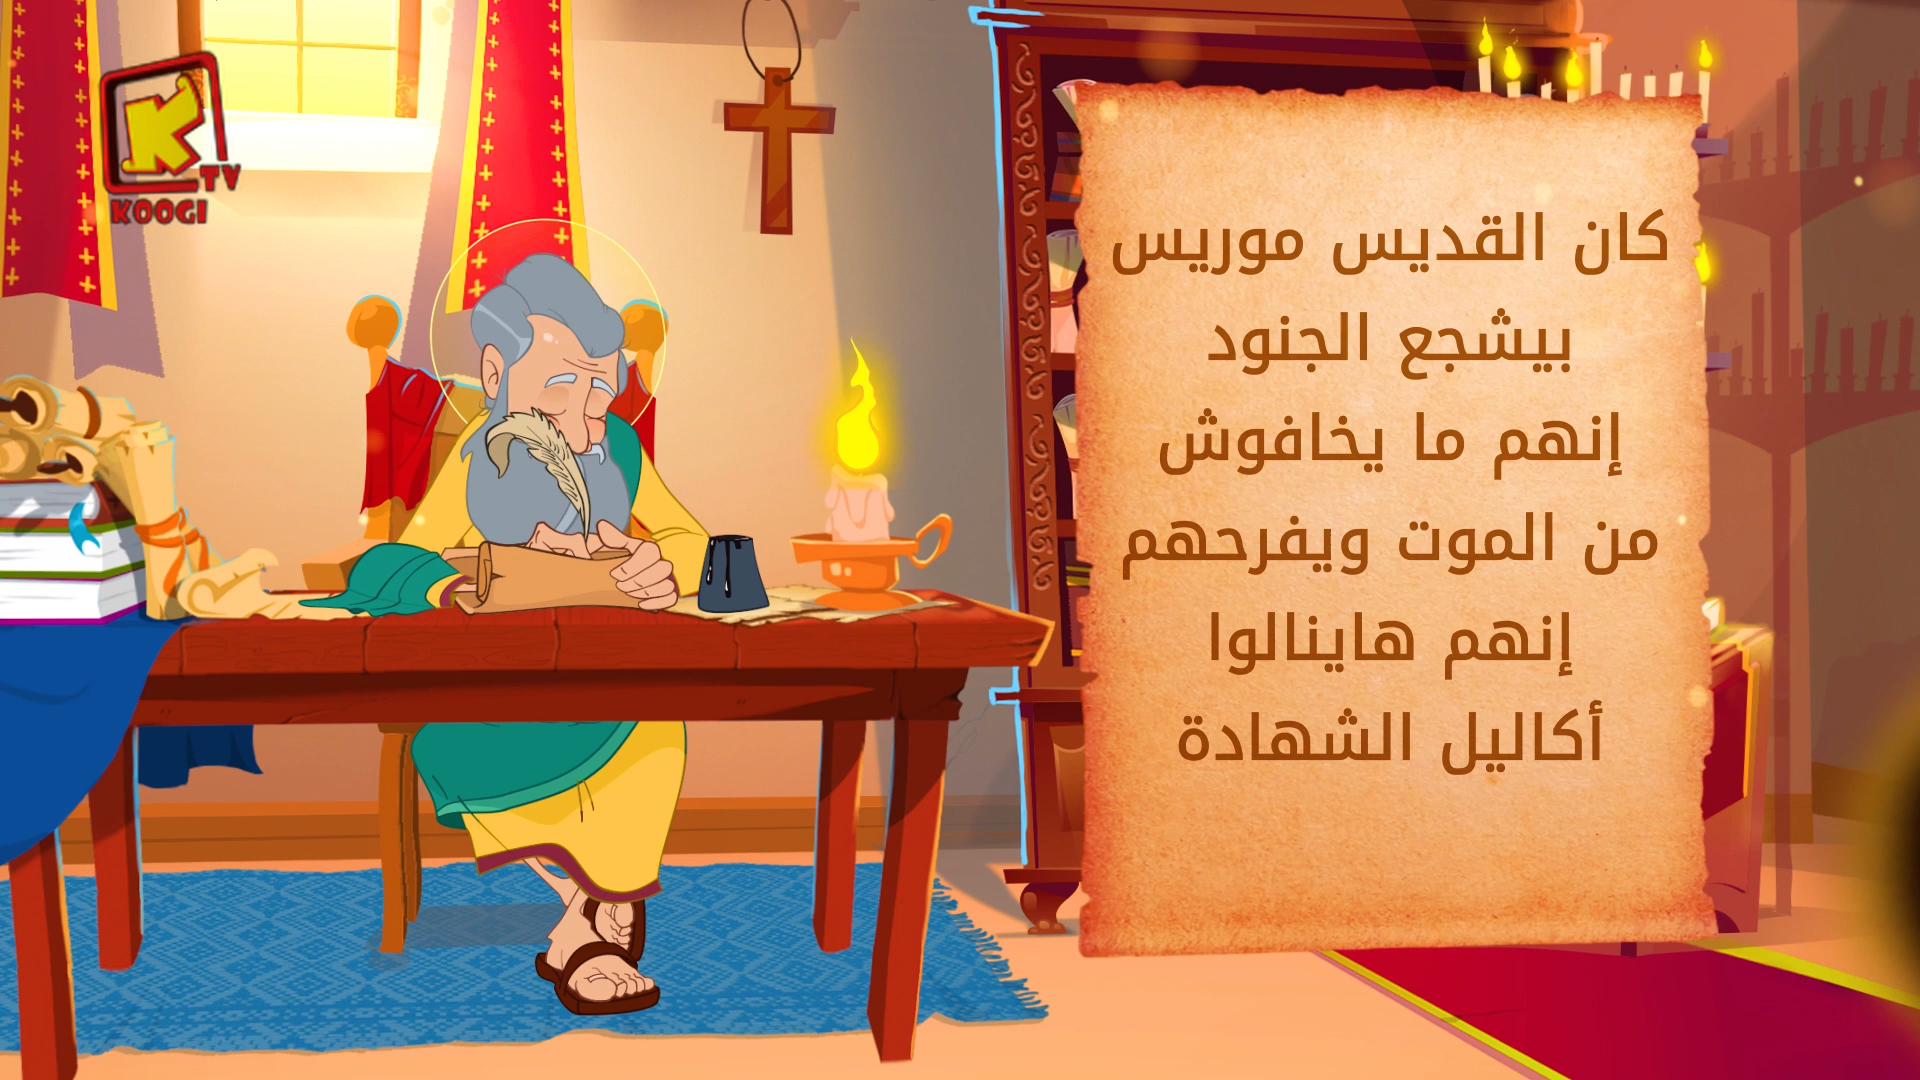 K
TV
KOOGI
كان القديس موريس
بيشجع الجنود
إنهم ما يخافوش
من الموت ويفرحهم
إنهم هاينالوا
أكاليل الشهادة